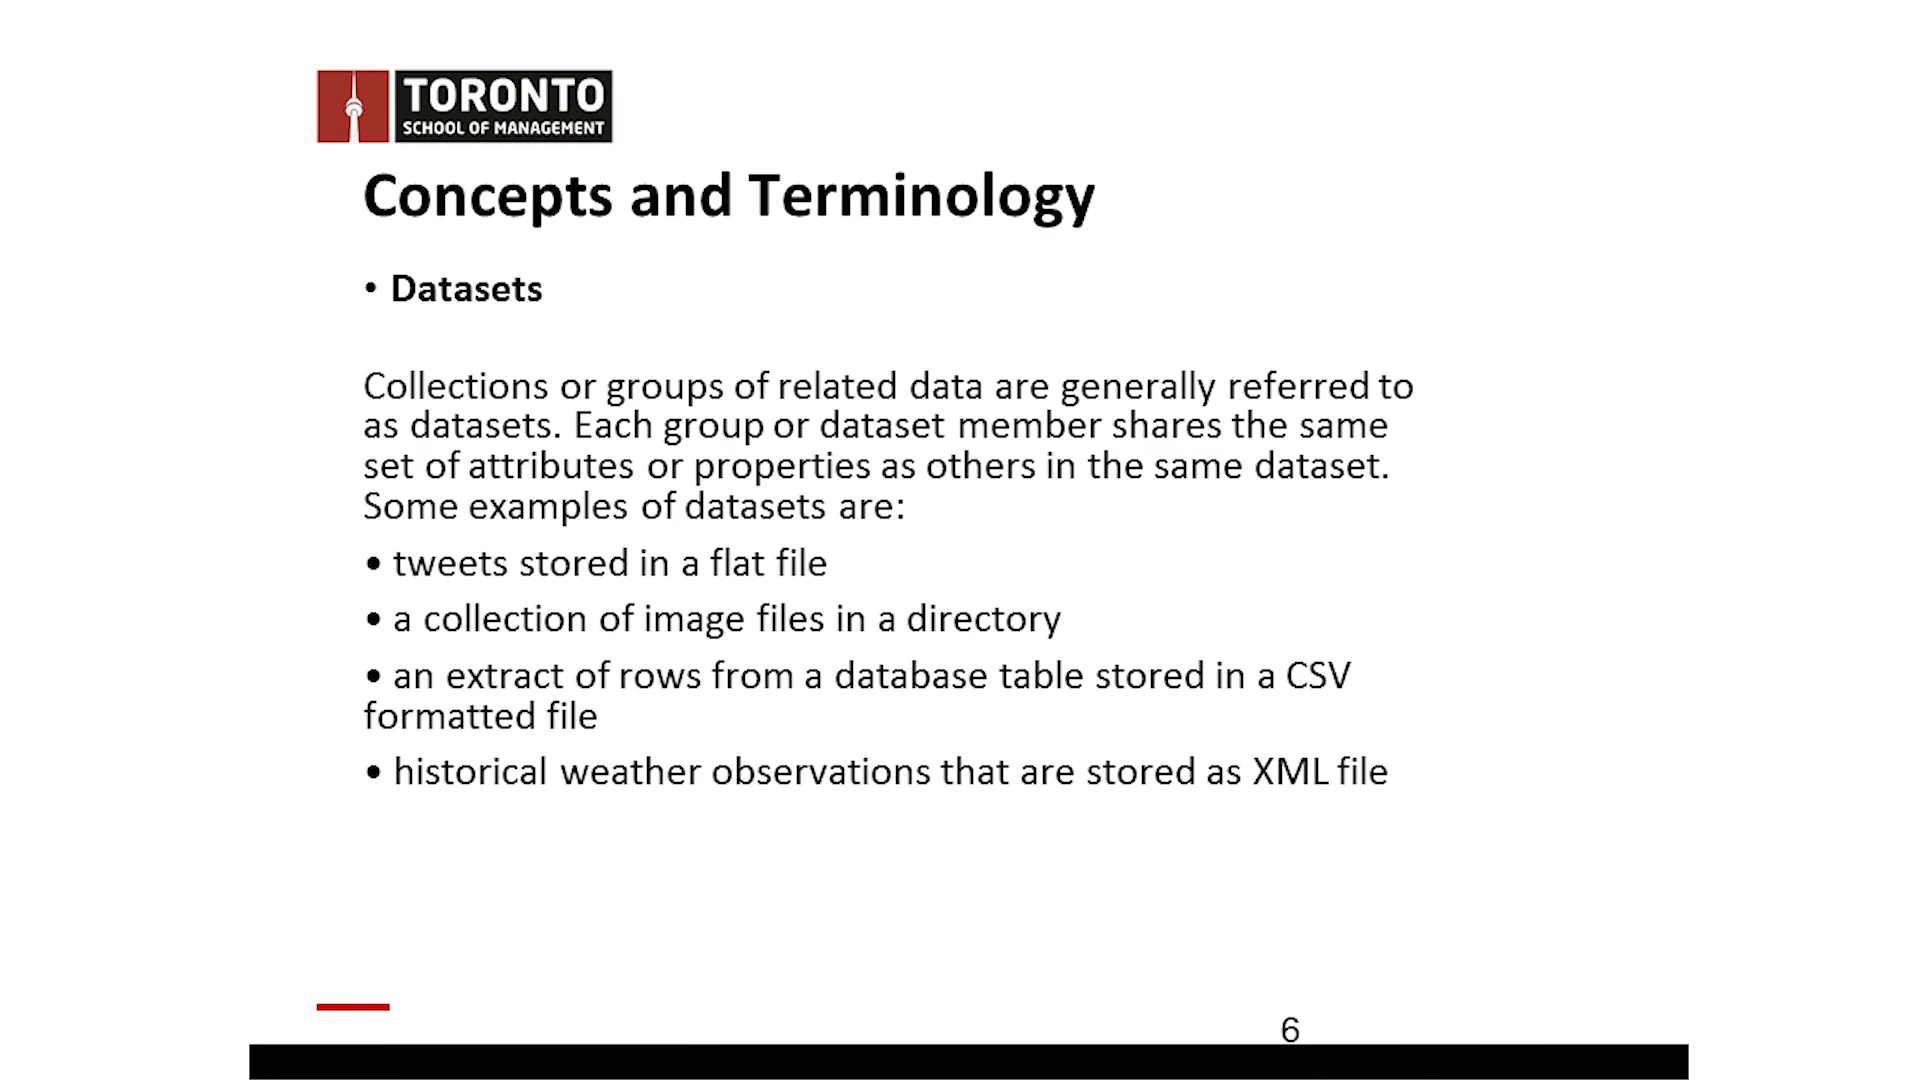 TORONTO
SCHOOL OF MANAGEMENT
Concepts and Terminology
• Datasets
Collections or groups of related data are generally referred to
as datasets. Each group or dataset member shares the same
set of attributes or properties as others in the same dataset.
Some examples of datasets are:
• tweets stored in a flat file
• a collection of image files in a directory
• an extract of rows from a database table stored in a CSV
formatted file
• historical weather observations that are stored as XML file
6